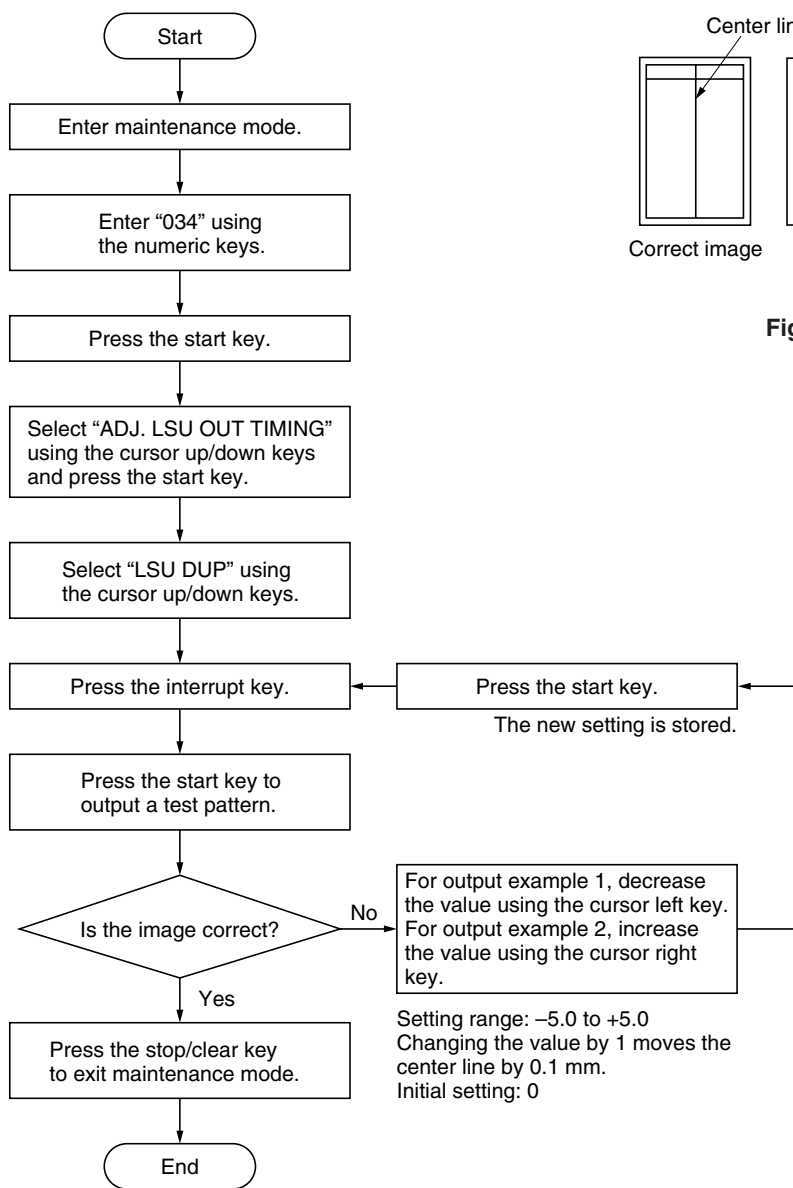 Start
Enter maintenance mode.
Enter “034” using
the numeric keys.
Press the start key.
Select “ADJ. LSU OUT TIMING”
using the cursor up/down keys
and press the start key.
Select “LSU DUP” using
the cursor up/down keys.
Press the interrupt key.
Press the start key.
The new setting is stored.
Press the start key to
output a test pattern.
Is the image correct?
No
For output example 1, decrease
the value using the cursor left key.
For output example 2, increase
the value using the cursor right
key.
Yes
Setting range: –5.0 to +5.0
Changing the value by 1 moves the
center line by 0.1 mm.
Initial setting: 0
Press the stop/clear key
to exit maintenance mode.
End
Center
Correct image